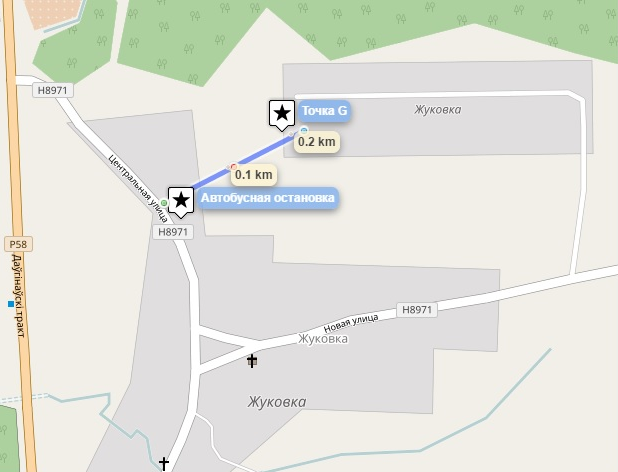 H8971
Точка G
Жуковка
0.2 km
0.1 km
Центральная улица
Автобусная остановка
H8971
P58
Даўгінаўскі тракт
H8971
Новая улица
Жуковка
Жуковка